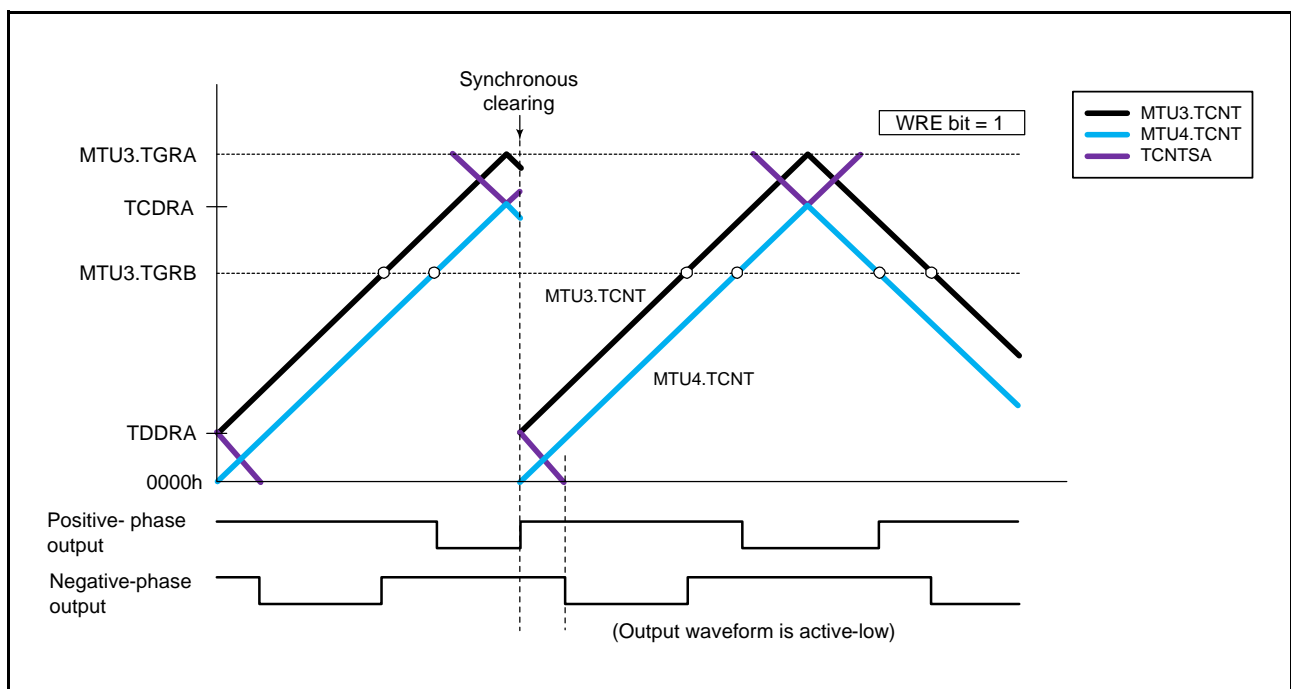 Synchronous
clearing
WRE bit = 1
MTU3.TCNT
MTU4.TCNT
TCNTSA
MTU3.TGRA
TCDRA
MTU3.TGRB
MTU3.TCNT
MTU4.TCNT
TDDRA
0000h
Positive- phase
output
Negative-phase
output
(Output waveform is active-low)